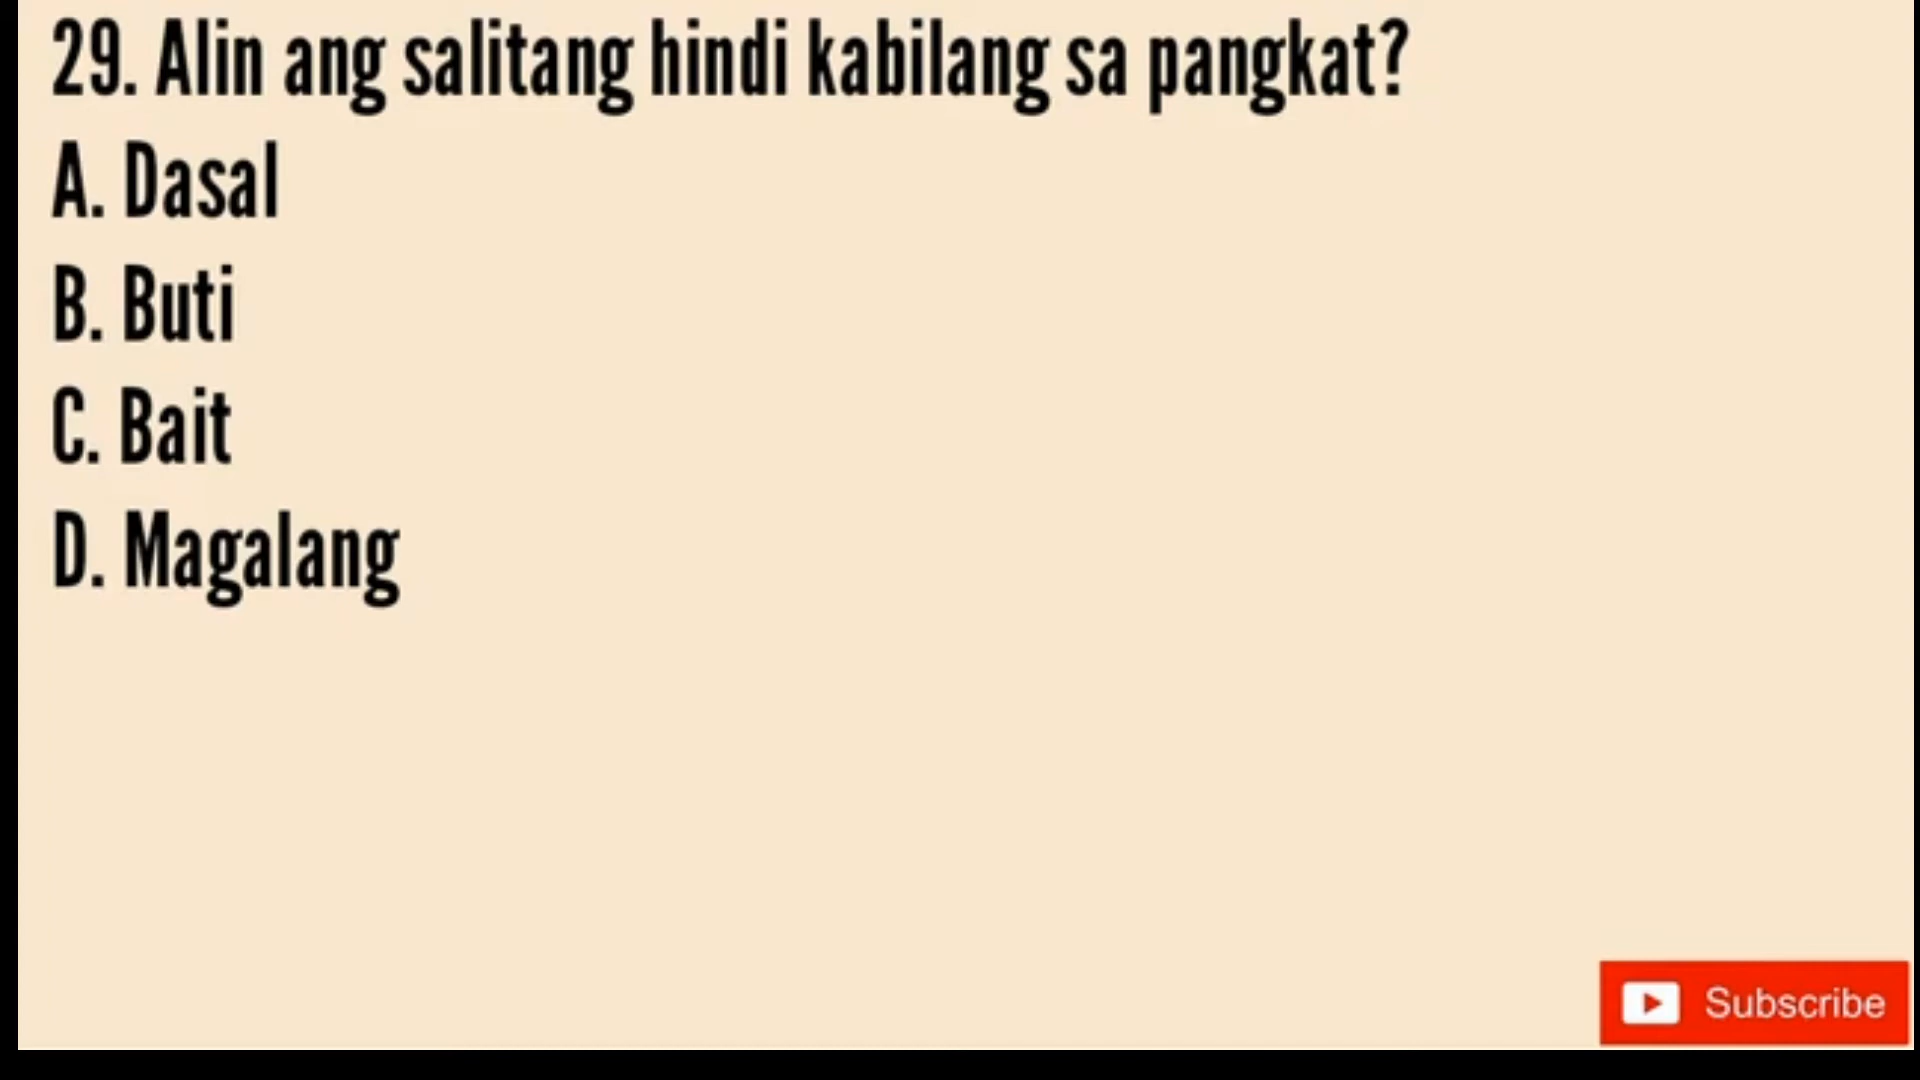 29. Alin ang salitang hindi kabilang sa pangkat?
A. Dasal
B. Buti
C. Bait
D. Magalang
Subscribe